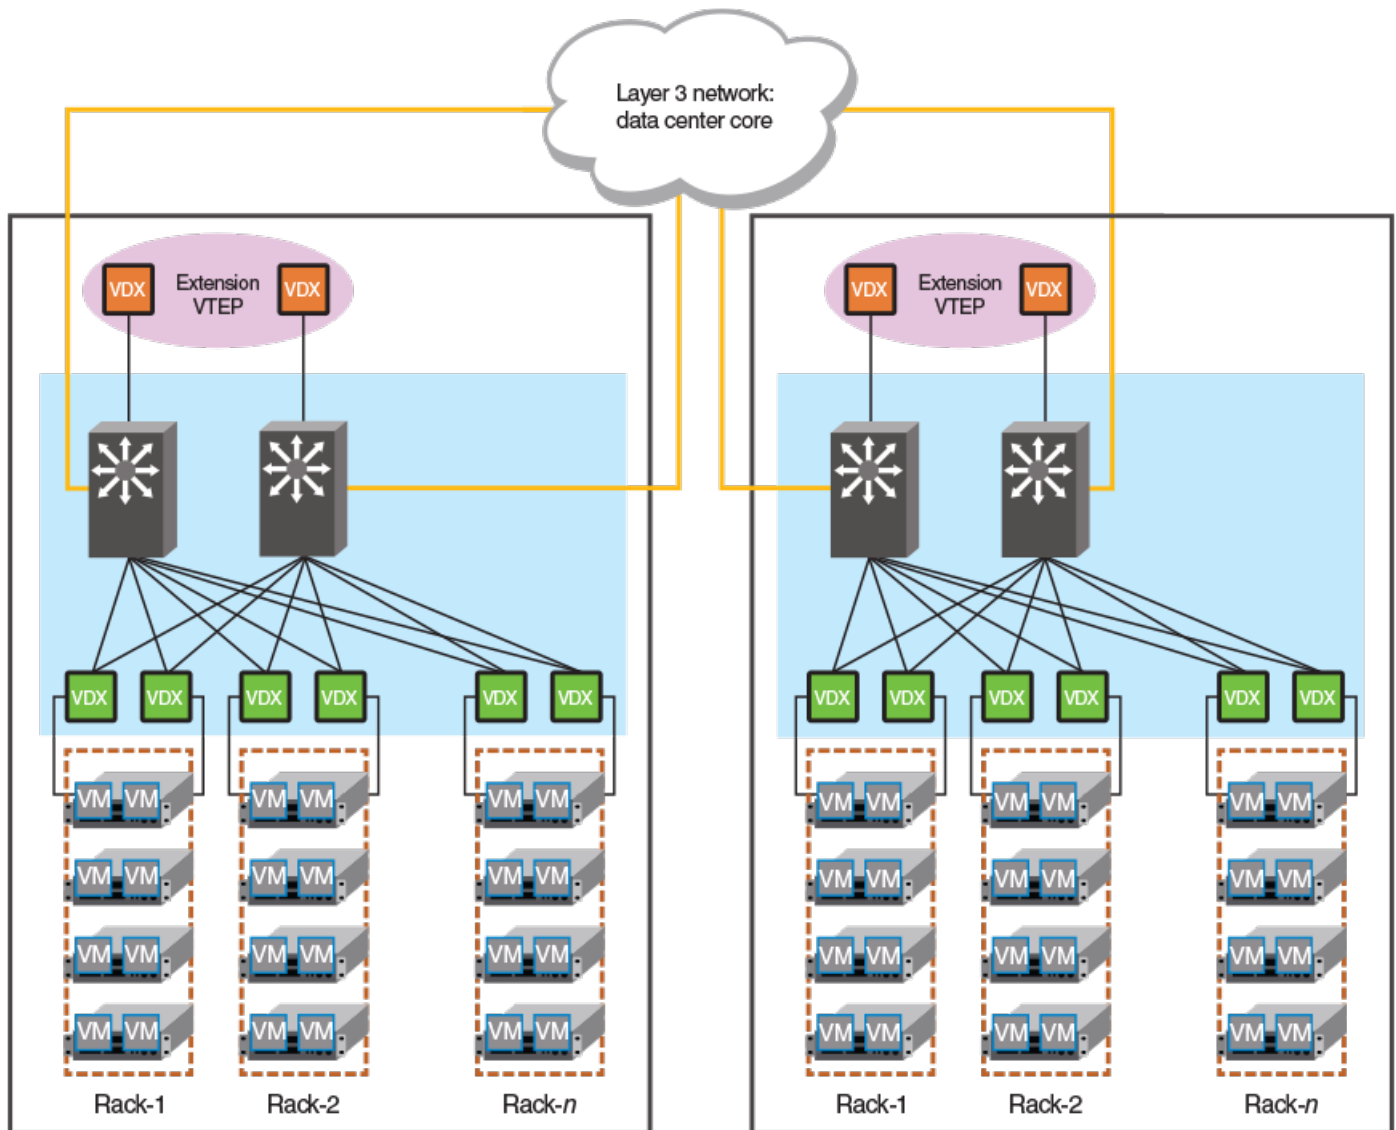 Layer 3 network:
data center core
VDX Extension VDX VDX Extension VDX
VTEP VTEP
VDX VDX VDX VDX VDX VDX VDX VDX VDX VDX VDX VDX
VM VM VM VM VM VM VM VM VM VM VM VM
VM VM VM VM VM VM VM VM VM VM VM VM
VM VM VM VM VM VM VM VM VM VM VM VM
VM VM VM VM VM VM VM VM VM VM VM VM
Rack-1 Rack-2 Rack-n Rack-1 Rack-2 Rack-n